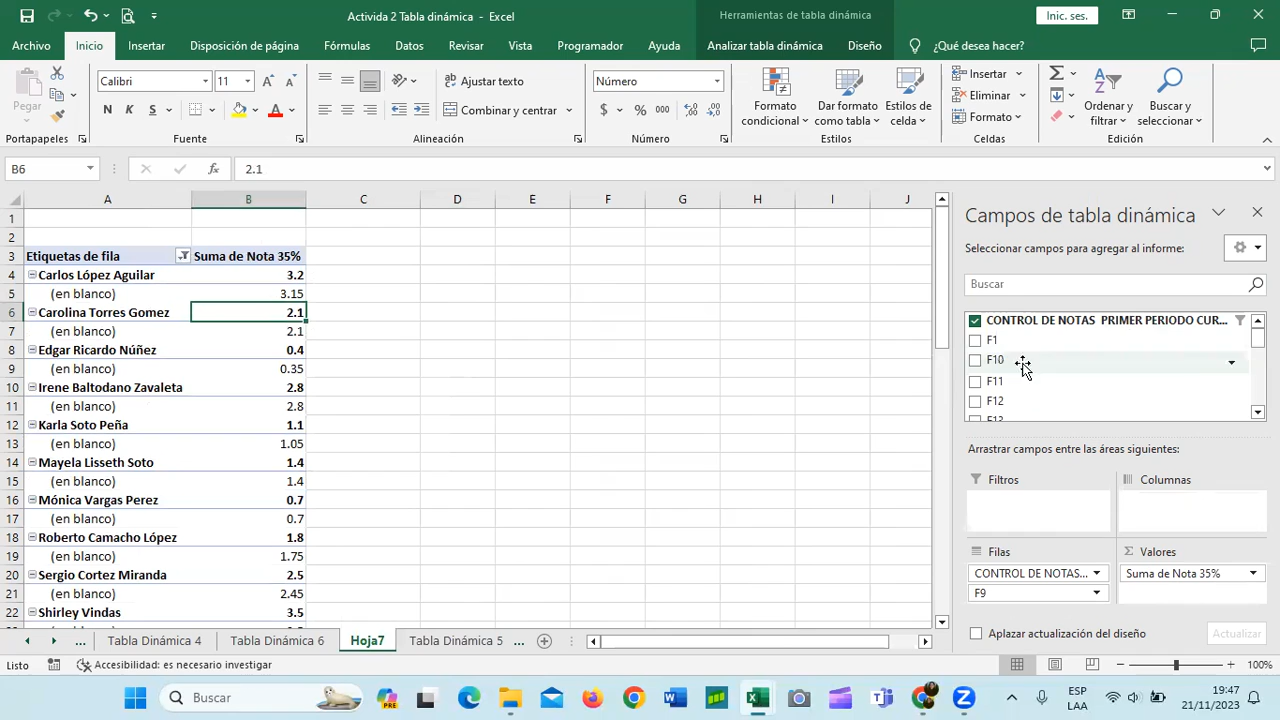 Activida 2 Tabla dinámica - Excel
Herramientas de tabla dinámica
Inic. ses.
Archivo Inicio Insertar Disposición de página Fórmulas Datos Revisar Vista Programador Ayuda Analizar tabla dinámica Diseño ¿Qué desea hacer?
Pegar
Calibri 11
Ajustar texto
Combinar y centrar
Número
$ % 000
Formato condicional
Dar formato como tabla
Estilos de celda
Insertar
Eliminar
Formato
Ordenar y filtrar
Buscar y seleccionar
N K S
Portapapeles Fuente Alineación Número Estilos Celdas Edición
B6 fx 2.1
A B C D E F G H I J
1
2
3 Etiquetas de fila Suma de Nota 35%
4 Carlos López Aguilar 3.2
5 (en blanco) 3.15
6 Carolina Torres Gomez 2.1
7 (en blanco) 2.1
8 Edgar Ricardo Núñez 0.4
9 (en blanco) 0.35
10 Irene Baltodano Zavaleta 2.8
11 (en blanco) 2.8
12 Karla Soto Peña 1.1
13 (en blanco) 1.05
14 Mayela Lisseth Soto 1.4
15 (en blanco) 1.4
16 Mónica Vargas Perez 0.7
17 (en blanco) 0.7
18 Roberto Camacho López 1.8
19 (en blanco) 1.75
20 Sergio Cortez Miranda 2.5
21 (en blanco) 2.45
22 Shirley Vindas 3.5
Campos de tabla dinámica
Seleccionar campos para agregar al informe:
Buscar
CONTROL DE NOTAS PRIMER PERIODO CUR...
F1
F10
F11
F12
Arrastrar campos entre las áreas siguientes:
Filtros
Columnas
Filas
CONTROL DE NOTAS...
F9
Σ Valores
Suma de Nota 35%
Aplazar actualización del diseño
Actualizar
... Tabla Dinámica 4 Tabla Dinámica 6 Hoja7 Tabla Dinámica 5 ...
Listo Accesibilidad: es necesario investigar 100%
Buscar
ESP
LAA
19:47
21/11/2023